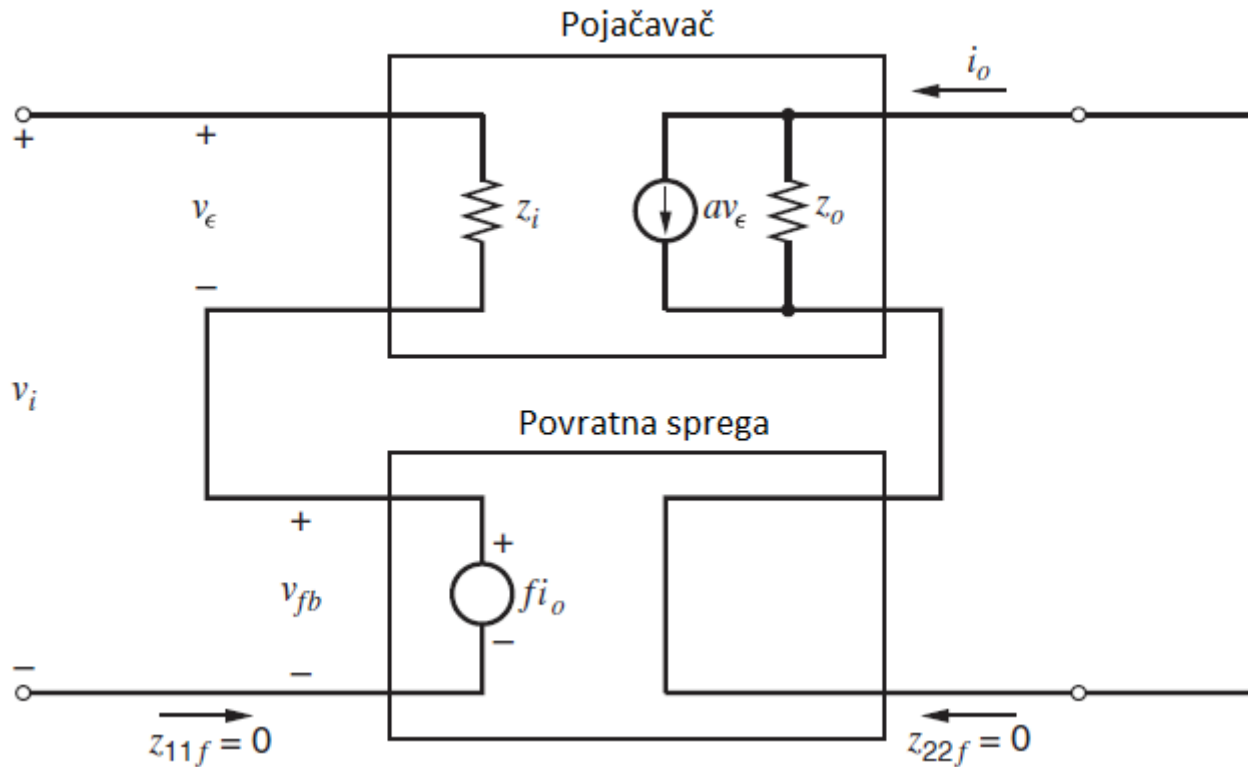 Pojačavač
i_o
+
+
v_ϵ
z_i
av_ϵ
z_o
−
v_i
Povratna sprega
+
+
v_fb
fi_o
−
−
−
z_11f = 0
z_22f = 0